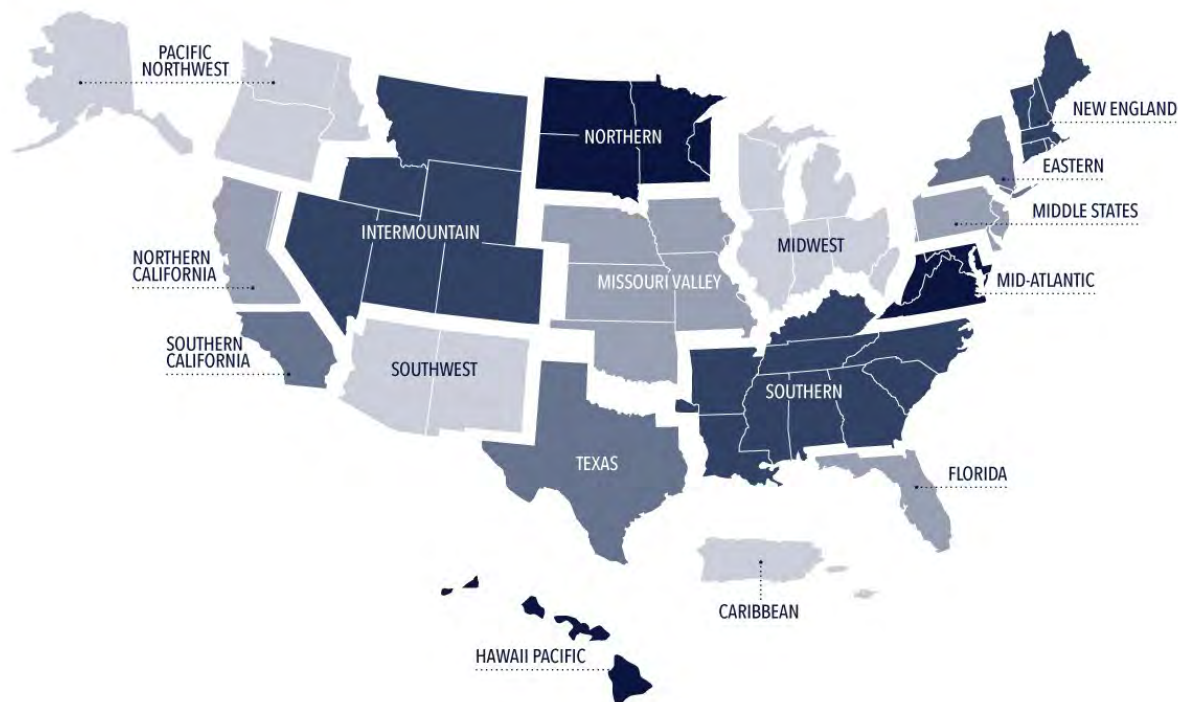 PACIFIC
NORTHWEST
NEW ENGLAND
NORTHERN
EASTERN
MIDDLE STATES
INTERMOUNTAIN
MIDWEST
NORTHERN
CALIFORNIA
MISSOURI VALLEY
MID-ATLANTIC
SOUTHERN
CALIFORNIA
SOUTHWEST
SOUTHERN
TEXAS
FLORIDA
CARIBBEAN
HAWAII PACIFIC